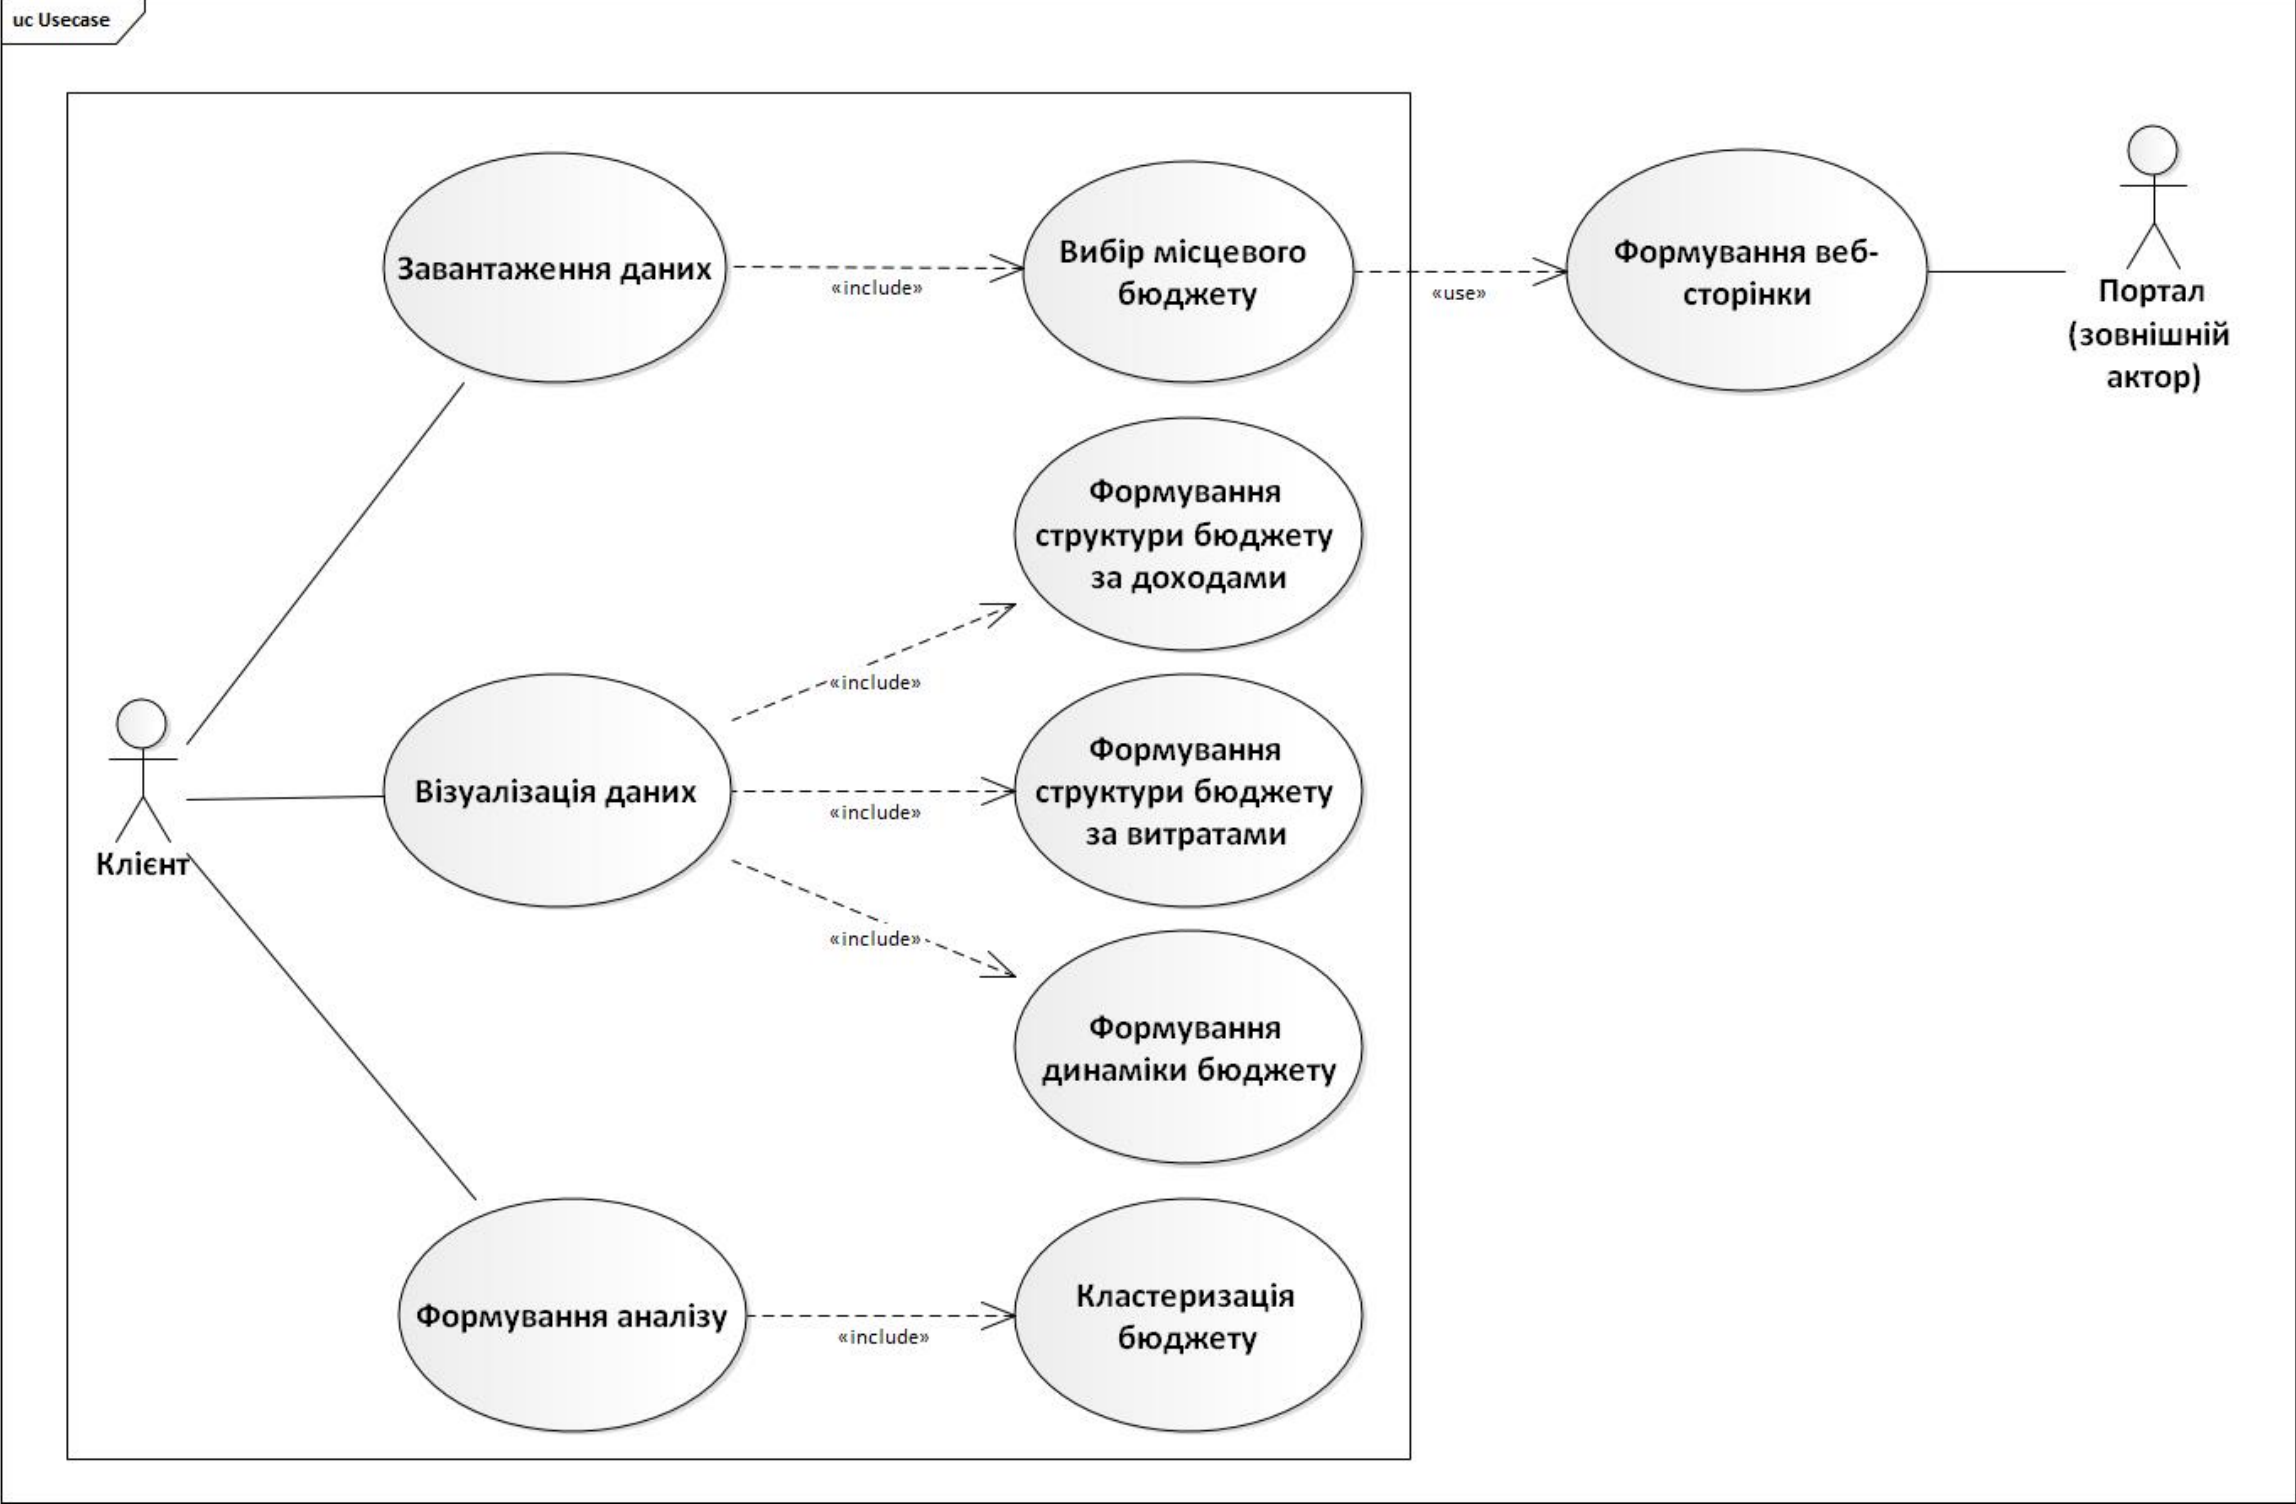 uc Usecase
Завантаження даних
«include»
Вибір місцевого
бюджету
«use»
Формування веб-
сторінки
Портал
(зовнішній
актор)
Формування
структури бюджету
за доходами
«include»
Клієнт
Візуалізація даних
«include»
Формування
структури бюджету
за витратами
«include»
Формування
динаміки бюджету
Формування аналізу
«include»
Кластеризація
бюджету